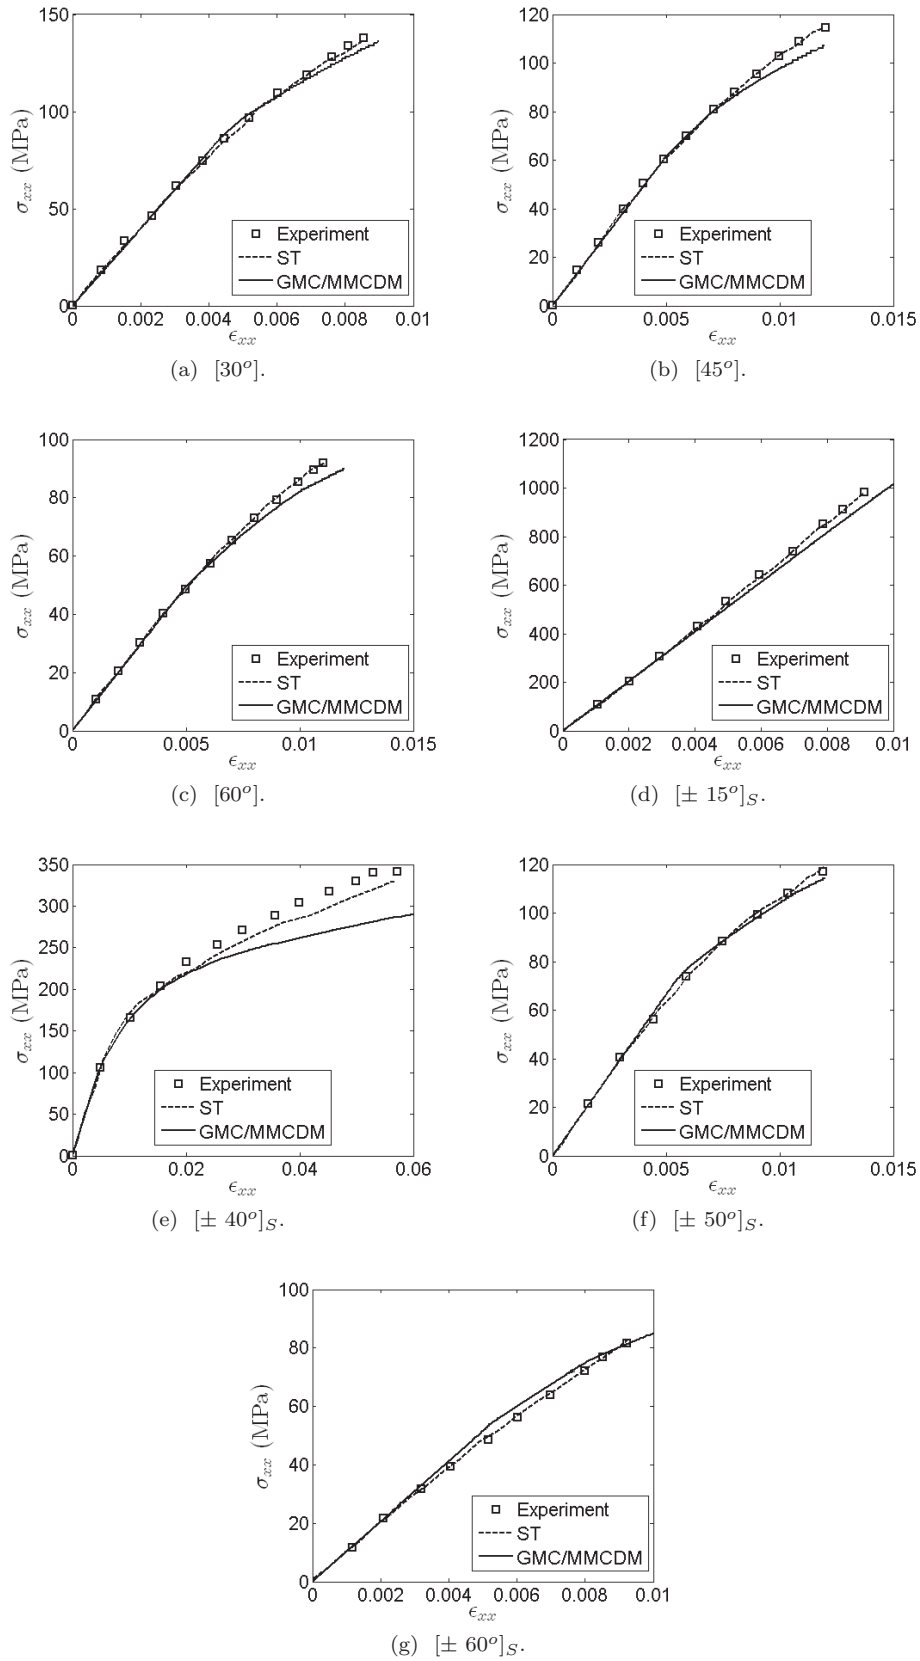 150
100
50
0
σxx (MPa)
0 0.002 0.004 0.006 0.008 0.01
ϵxx
Experiment
ST
GMC/MMCDM
(a) [30o].
120
100
80
60
40
20
0
σxx (MPa)
0 0.005 0.01 0.015
ϵxx
Experiment
ST
GMC/MMCDM
(b) [45o].
100
80
60
40
20
0
σxx (MPa)
0 0.005 0.01 0.015
ϵxx
Experiment
ST
GMC/MMCDM
(c) [60o].
1200
1000
800
600
400
200
0
σxx (MPa)
0 0.002 0.004 0.006 0.008 0.01
ϵxx
Experiment
ST
GMC/MMCDM
(d) [± 15o]S.
350
300
250
200
150
100
50
0
σxx (MPa)
0 0.02 0.04 0.06
ϵxx
Experiment
ST
GMC/MMCDM
(e) [± 40o]S.
120
100
80
60
40
20
0
σxx (MPa)
0 0.005 0.01 0.015
ϵxx
Experiment
ST
GMC/MMCDM
(f) [± 50o]S.
100
80
60
40
20
0
σxx (MPa)
0 0.002 0.004 0.006 0.008 0.01
ϵxx
Experiment
ST
GMC/MMCDM
(g) [± 60o]S.